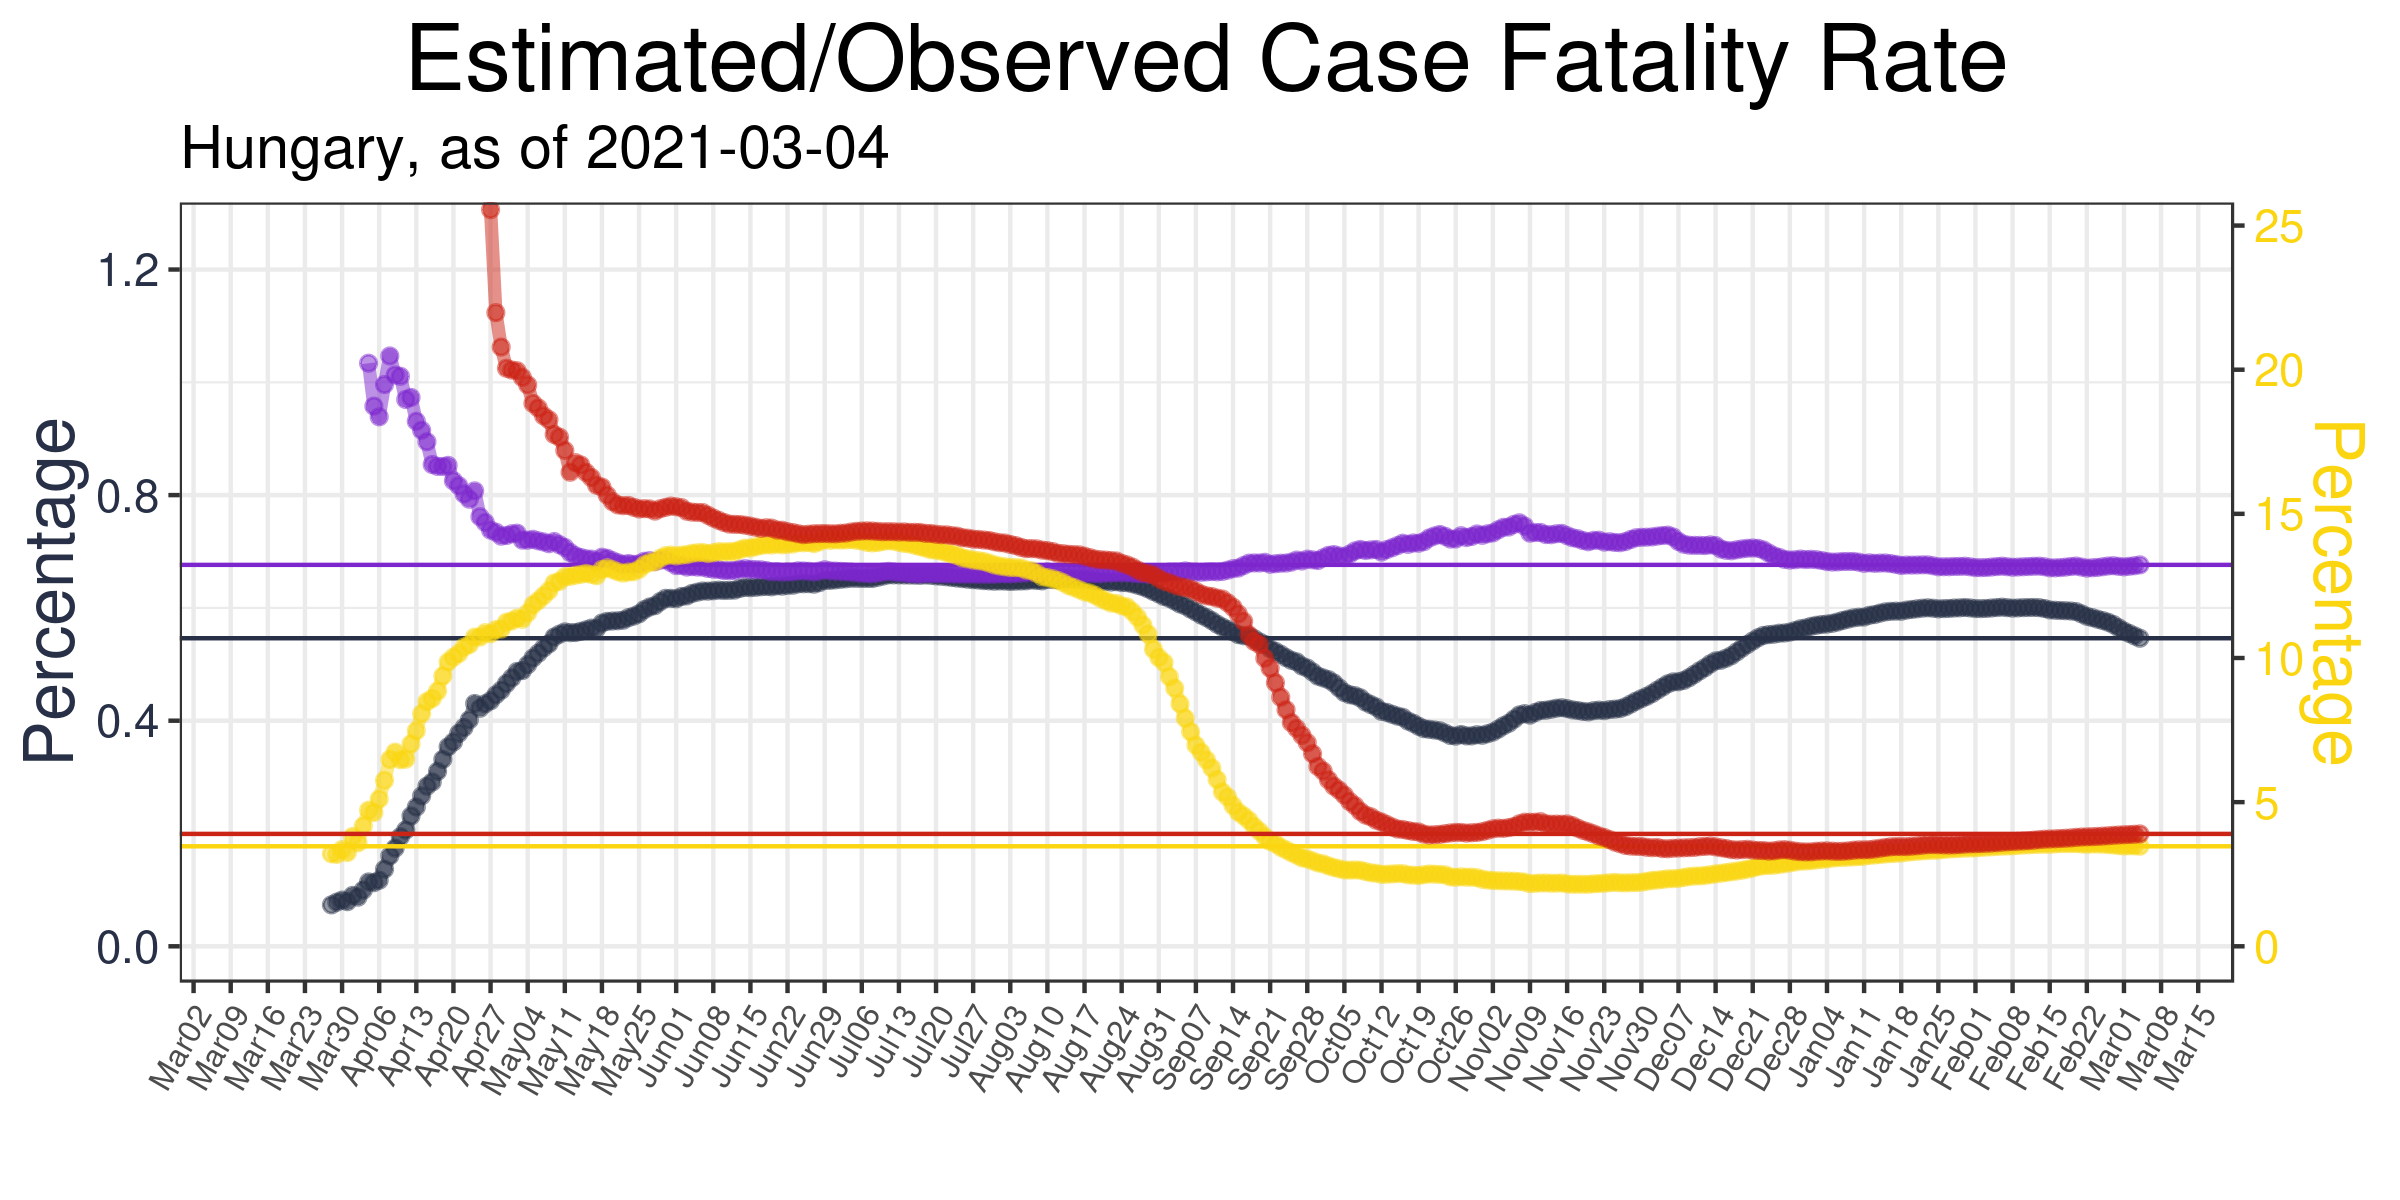 Estimated/Observed Case Fatality Rate
Hungary, as of 2021-03-04
Percentage
1.2
0.8
0.4
0.0
25
20
15
10
5
0
Percentage
Mar02
Mar09
Mar16
Mar23
Mar30
Apr06
Apr13
Apr20
Apr27
May04
May11
May18
May25
Jun01
Jun08
Jun15
Jun22
Jun29
Jul06
Jul13
Jul20
Jul27
Aug03
Aug10
Aug17
Aug24
Aug31
Sep07
Sep14
Sep21
Sep28
Oct05
Oct12
Oct19
Oct26
Nov02
Nov09
Nov16
Nov23
Nov30
Dec07
Dec14
Dec21
Dec28
Jan04
Jan11
Jan18
Jan25
Feb01
Feb08
Feb15
Feb22
Mar01
Mar08
Mar15